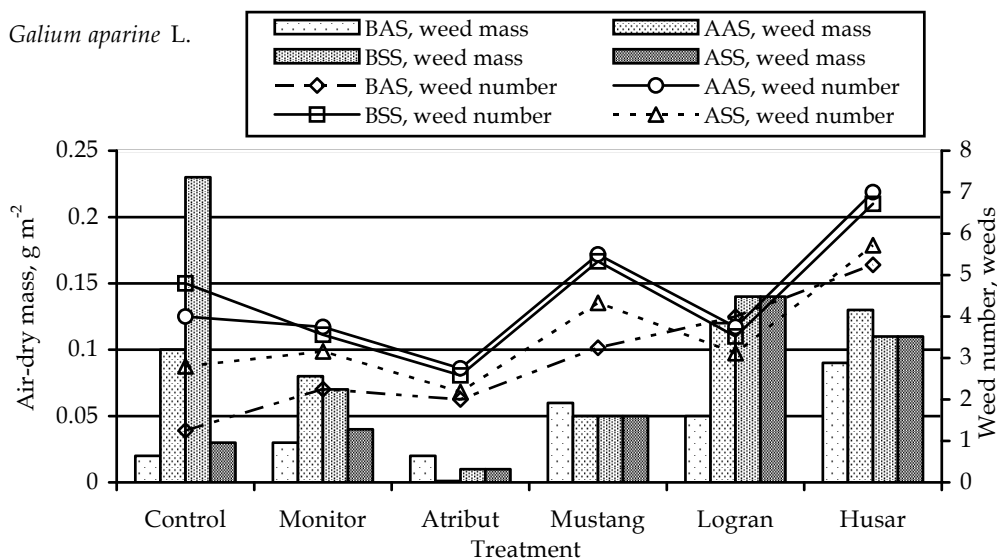 Galium aparine L.
BAS, weed mass
AAS, weed mass
BSS, weed mass
ASS, weed mass
BAS, weed number
AAS, weed number
BSS, weed number
ASS, weed number
0.25
0.2
0.15
0.1
0.05
0
Air-dry mass, g m⁻²
8
7
6
5
4
3
2
1
0
Weed number, weeds
Control Monitor Atribut Mustang Logran Husar
Treatment